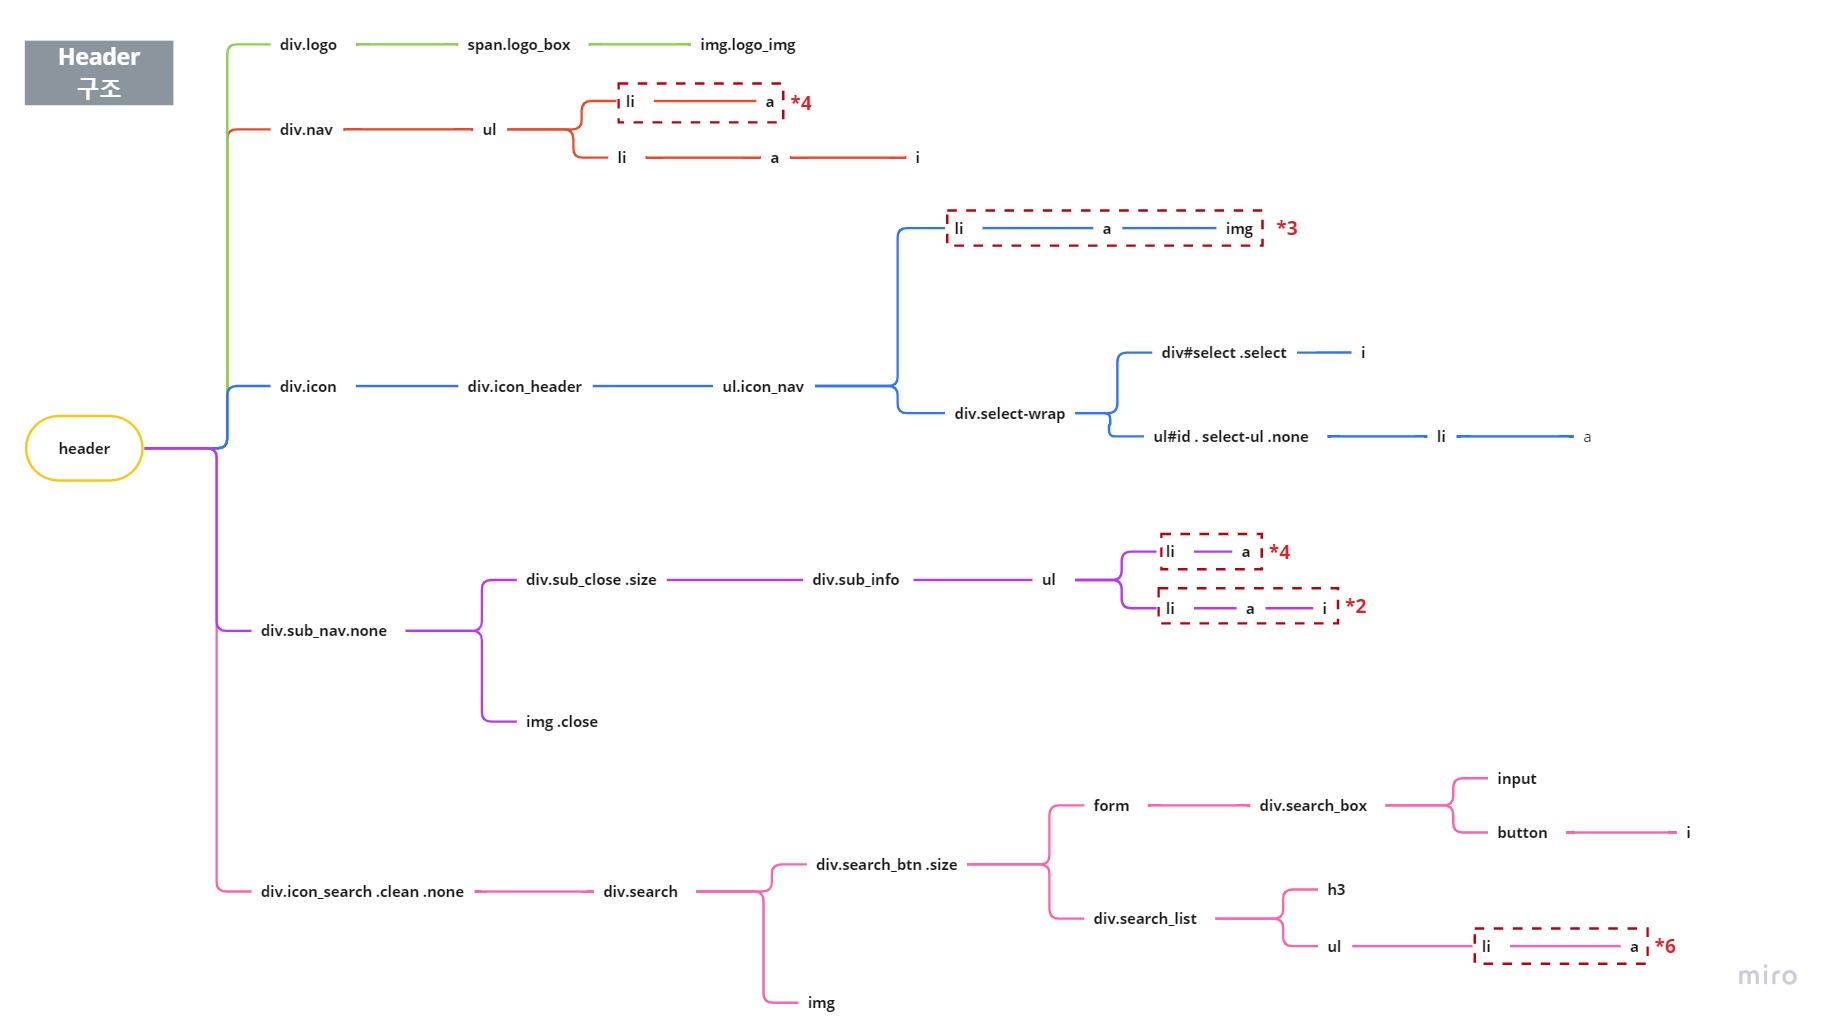 Header
구조
div.logo span.logo_box img.logo_img
li a *4
div.nav ul
li a i
li a img *3
div#select .select i
div.icon div.icon_header ul.icon_nav
div.select-wrap
ul#id . select-ul .none li a
header
li a *4
div.sub_close .size div.sub_info ul
li a i *2
div.sub_nav.none
img .close
input
form div.search_box
button i
div.search_btn .size
div.icon_search .clean .none div.search
h3
div.search_list
ul li a *6
img
miro